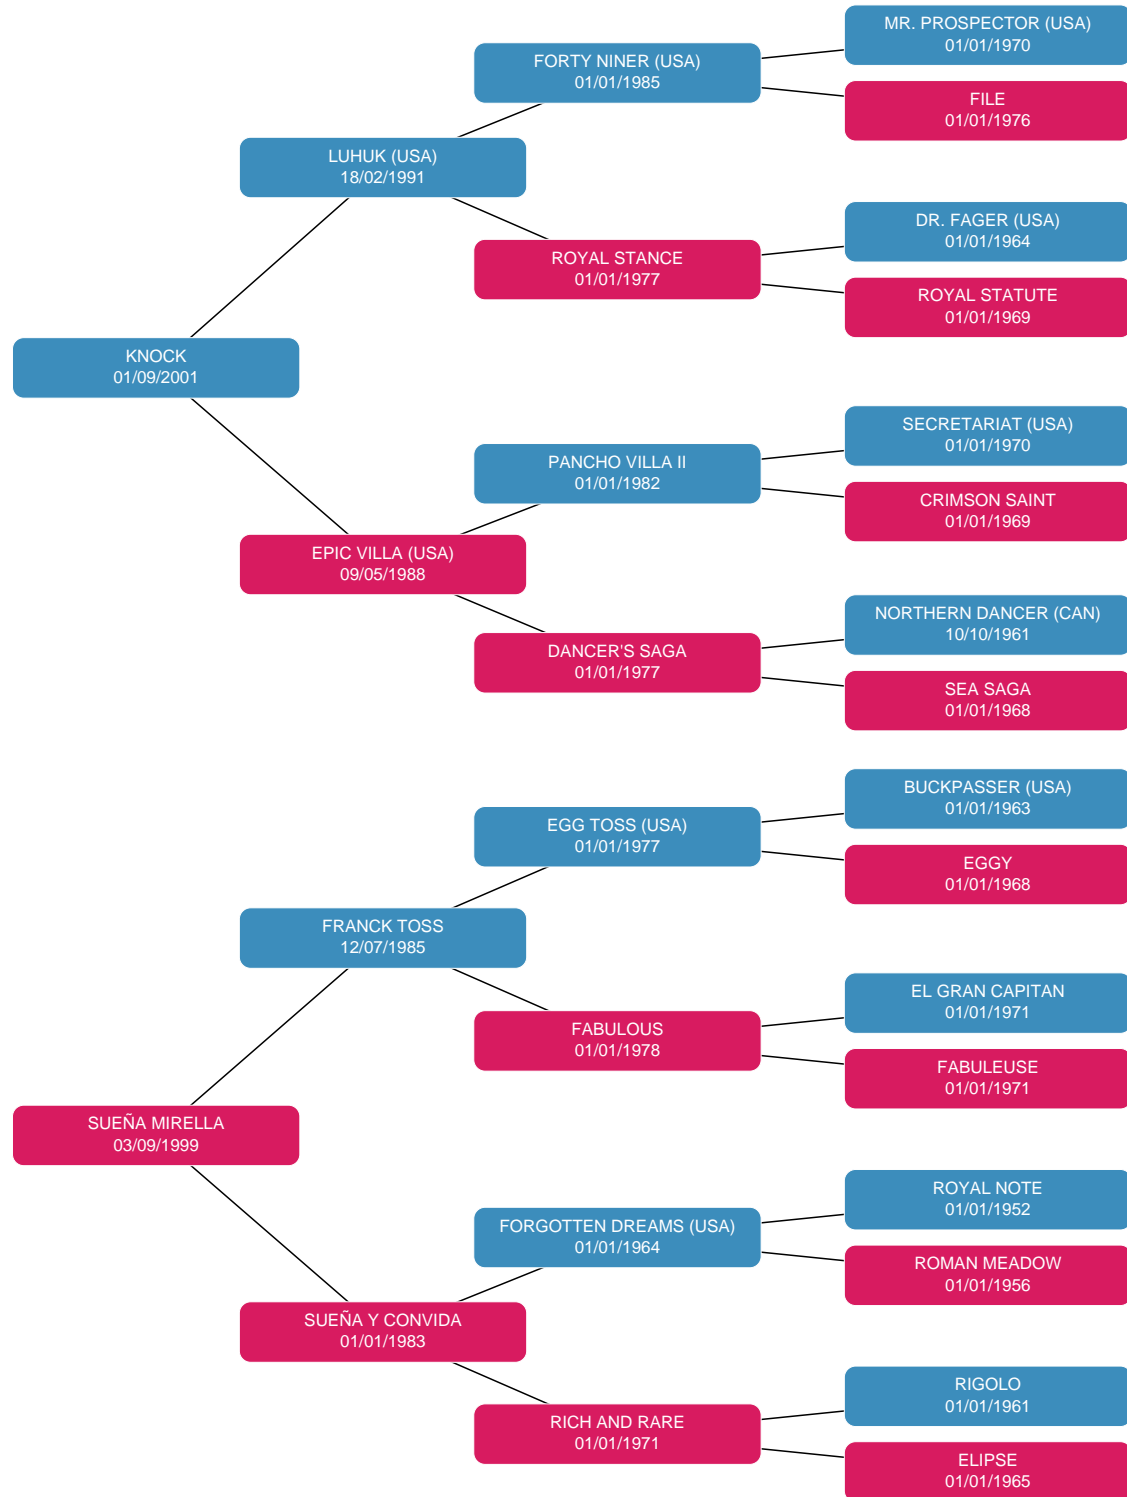 MR. PROSPECTOR (USA)
01/01/1970
FORTY NINER (USA)
01/01/1985
FILE
01/01/1976
LUHUK (USA)
18/02/1991
DR. FAGER (USA)
01/01/1964
ROYAL STANCE
01/01/1977
ROYAL STATUTE
01/01/1969
KNOCK
01/09/2001
SECRETARIAT (USA)
01/01/1970
PANCHO VILLA II
01/01/1982
CRIMSON SAINT
01/01/1969
EPIC VILLA (USA)
09/05/1988
NORTHERN DANCER (CAN)
10/10/1961
DANCER'S SAGA
01/01/1977
SEA SAGA
01/01/1968
BUCKPASSER (USA)
01/01/1963
EGG TOSS (USA)
01/01/1977
EGGY
01/01/1968
FRANCK TOSS
12/07/1985
EL GRAN CAPITAN
01/01/1971
FABULOUS
01/01/1978
FABULEUSE
01/01/1971
SUEÑA MIRELLA
03/09/1999
ROYAL NOTE
01/01/1952
FORGOTTEN DREAMS (USA)
01/01/1964
ROMAN MEADOW
01/01/1956
SUEÑA Y CONVIDA
01/01/1983
RIGOLO
01/01/1961
RICH AND RARE
01/01/1971
ELIPSE
01/01/1965